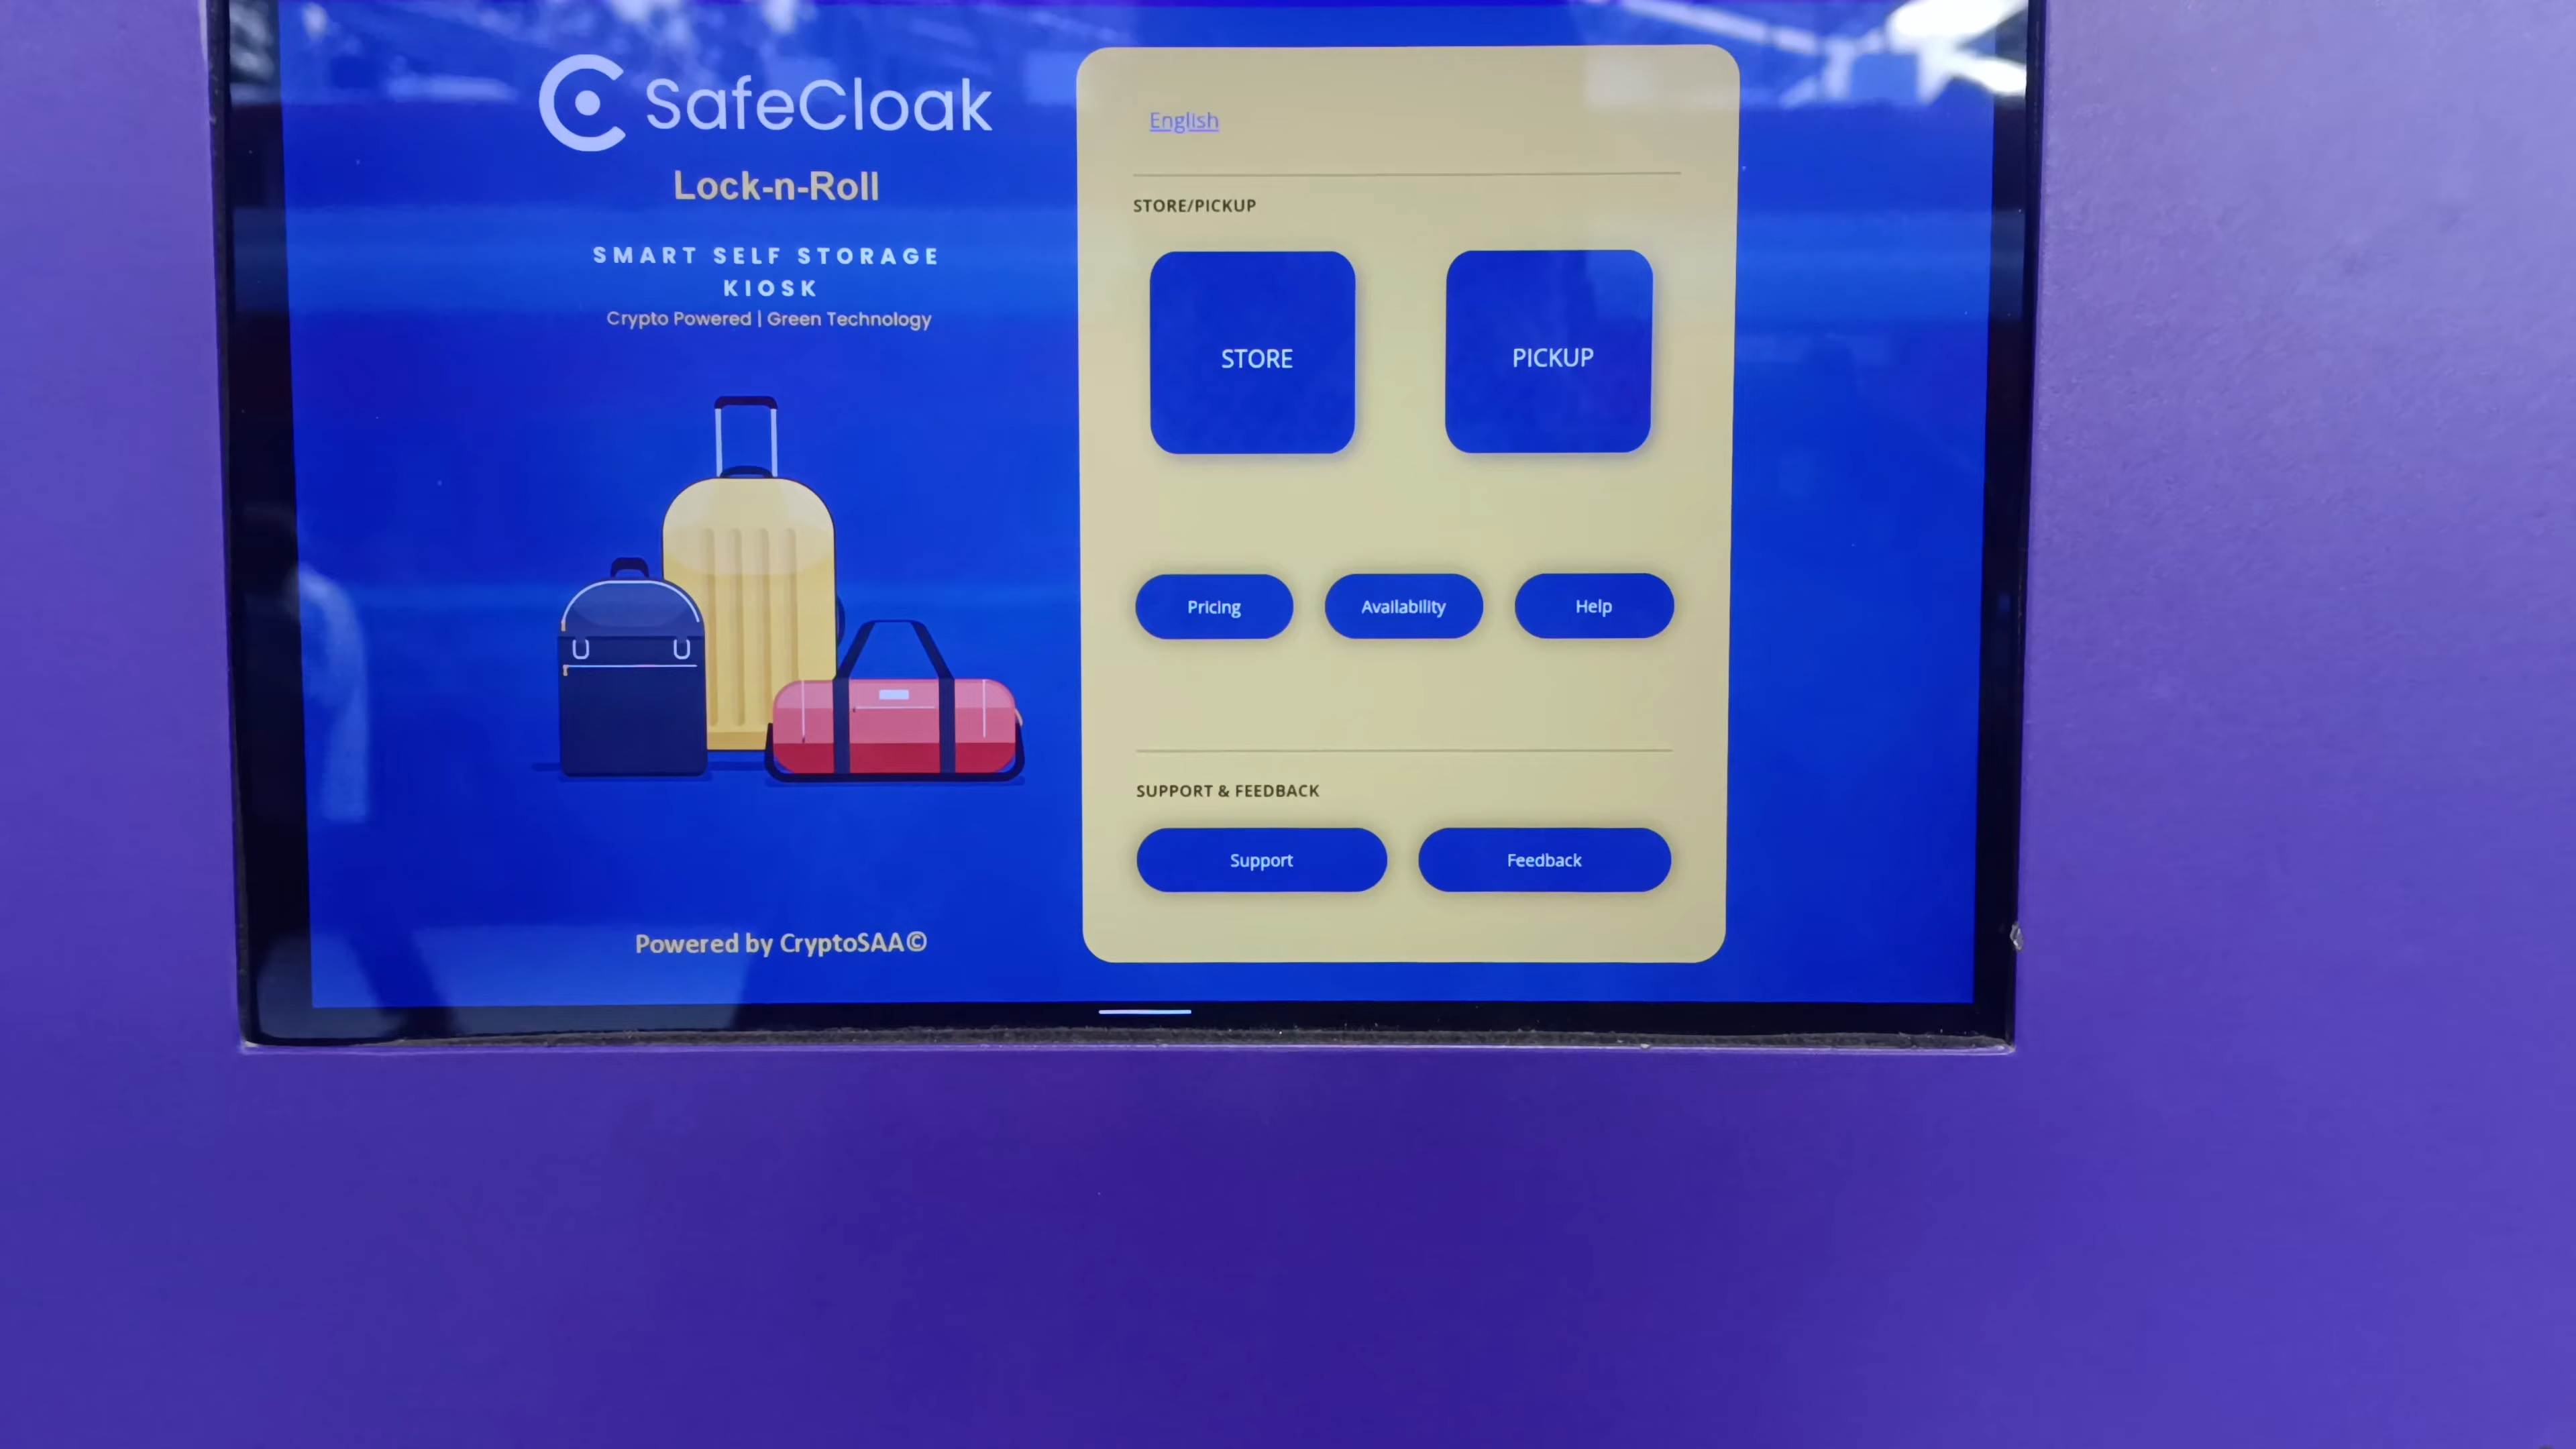 SafeCloak
Lock-n-Roll
SMART SELF STORAGE
KIOSK
Crypto Powered | Green Technology
Powered by CryptoSAA©
English
STORE/PICKUP
STORE
PICKUP
Pricing
Availability
Help
SUPPORT & FEEDBACK
Support
Feedback